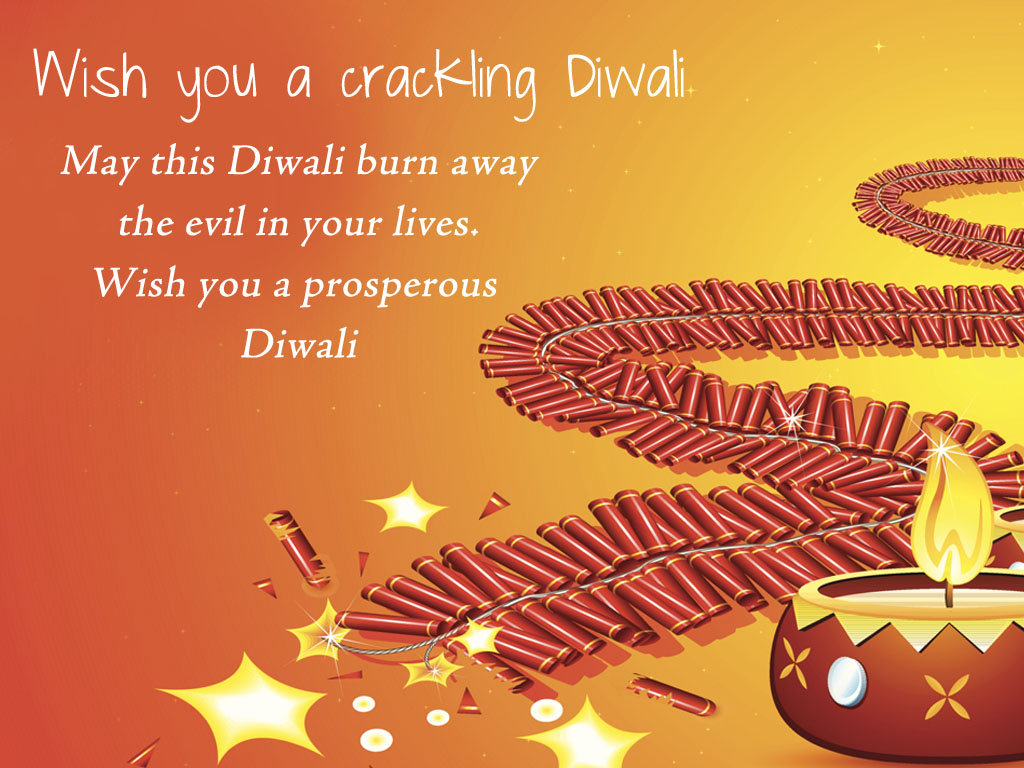 Wish you a crackling Diwali
May this Diwali burn away
the evil in your lives.
Wish you a prosperous
Diwali